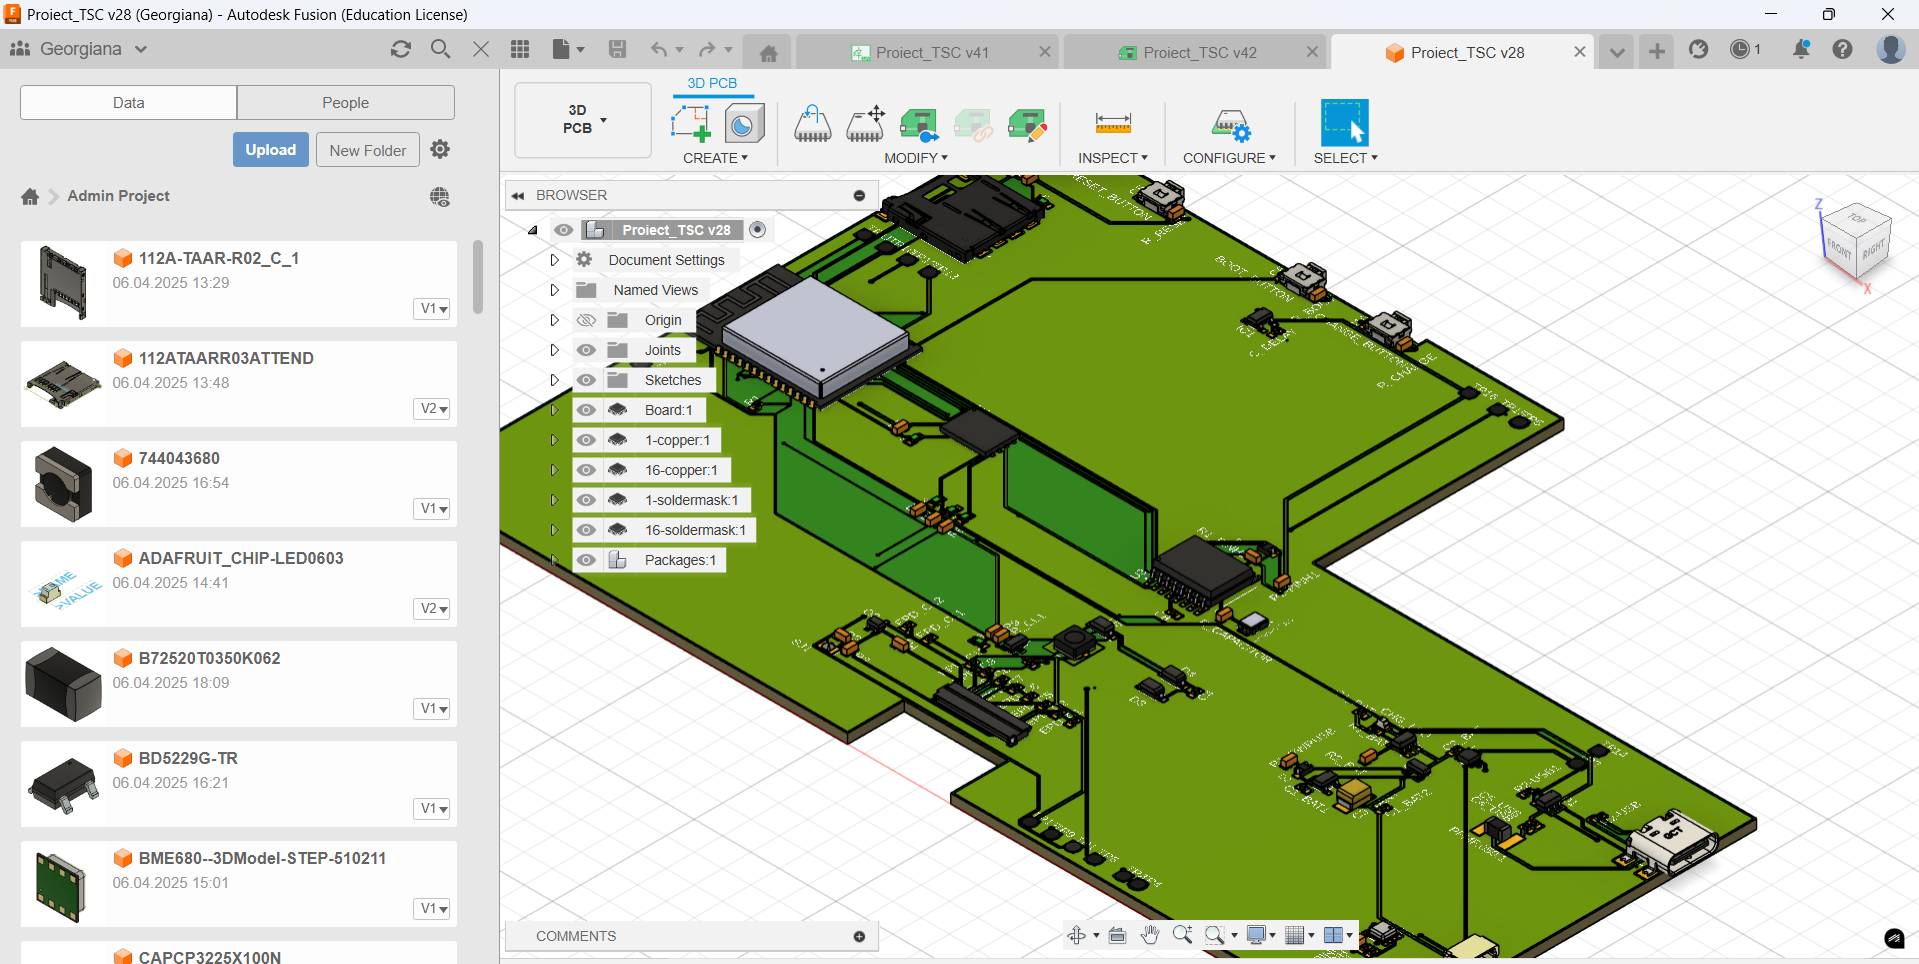 Proiect_TSC v28 (Georgiana) - Autodesk Fusion (Education License)
Georgiana
Proiect_TSC v41
Proiect_TSC v42
Proiect_TSC v28
1
Data
People
Upload
New Folder
Admin Project
112A-TAAR-R02_C_1
06.04.2025 13:29
V1
112ATAARR03ATTEND
06.04.2025 13:48
V2
744043680
06.04.2025 16:54
V1
ADAFRUIT_CHIP-LED0603
06.04.2025 14:41
V2
B72520T0350K062
06.04.2025 18:09
V1
BD5229G-TR
06.04.2025 16:21
V1
BME680--3DModel-STEP-510211
06.04.2025 15:01
V1
CAPCP3225X100N
3D PCB
3D
PCB
CREATE
MODIFY
INSPECT
CONFIGURE
SELECT
BROWSER
Proiect_TSC v28
Document Settings
Named Views
Origin
Joints
Sketches
Board:1
1-copper:1
16-copper:1
1-soldermask:1
16-soldermask:1
Packages:1
COMMENTS
TOP
FRONT
RIGHT
Z
X
RESET_BUTTON
BOOT_BUTTON
D3